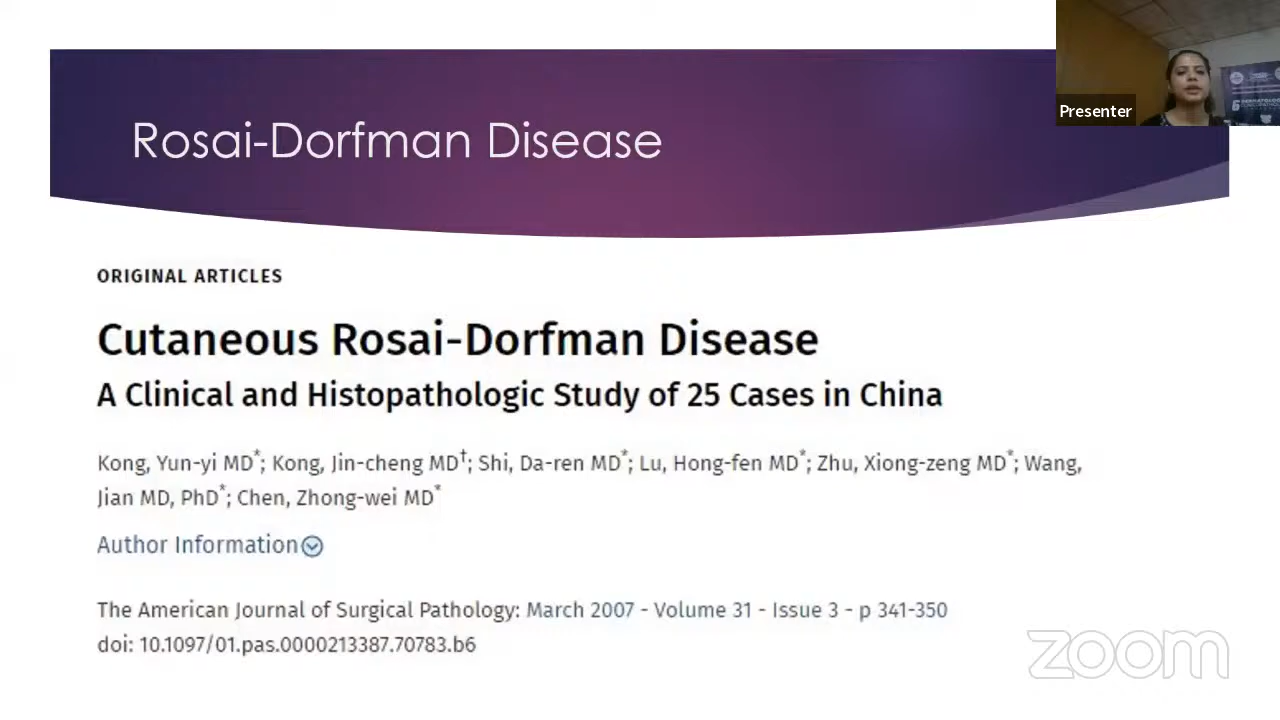 Rosai-Dorfman Disease
Presenter
ORIGINAL ARTICLES
Cutaneous Rosai-Dorfman Disease
A Clinical and Histopathologic Study of 25 Cases in China
Kong, Yun-yi MD*; Kong, Jin-cheng MD†; Shi, Da-ren MD*; Lu, Hong-fen MD*; Zhu, Xiong-zeng MD*; Wang,
Jian MD, PhD*; Chen, Zhong-wei MD*
Author Information
The American Journal of Surgical Pathology: March 2007 - Volume 31 - Issue 3 - p 341-350
doi: 10.1097/01.pas.0000213387.70783.b6
zoom